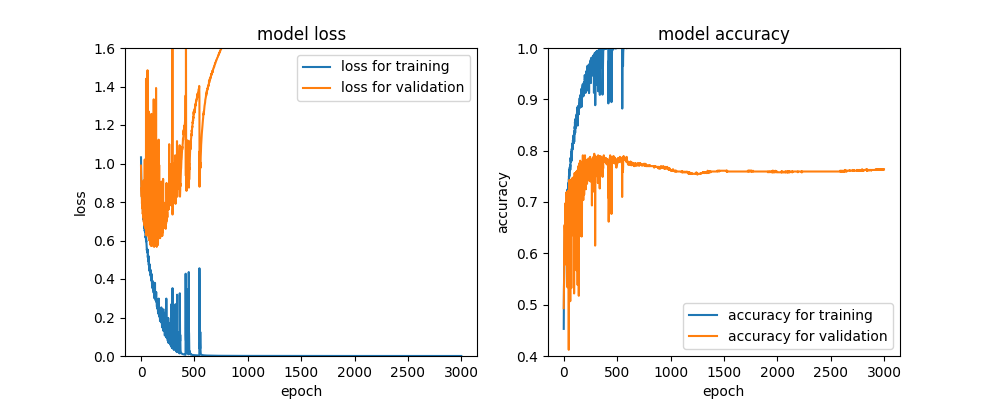 model loss
loss
1.6
1.4
1.2
1.0
0.8
0.6
0.4
0.2
0.0
loss for training
loss for validation
0 500 1000 1500 2000 2500 3000
epoch
model accuracy
accuracy
1.0
0.9
0.8
0.7
0.6
0.5
0.4
accuracy for training
accuracy for validation
0 500 1000 1500 2000 2500 3000
epoch